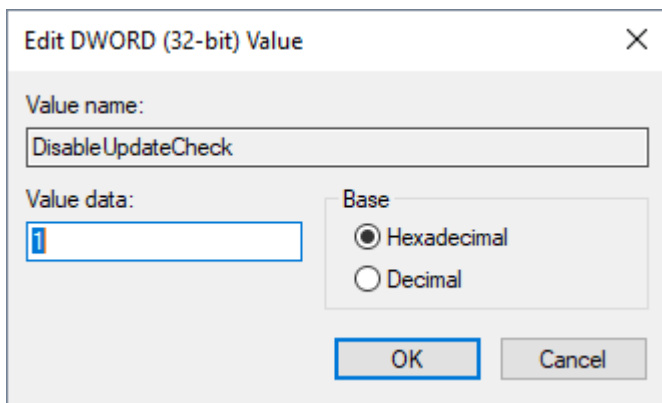 Edit DWORD (32-bit) Value
Value name:
DisableUpdateCheck
Value data:
1
Base
Hexadecimal
Decimal
OK Cancel